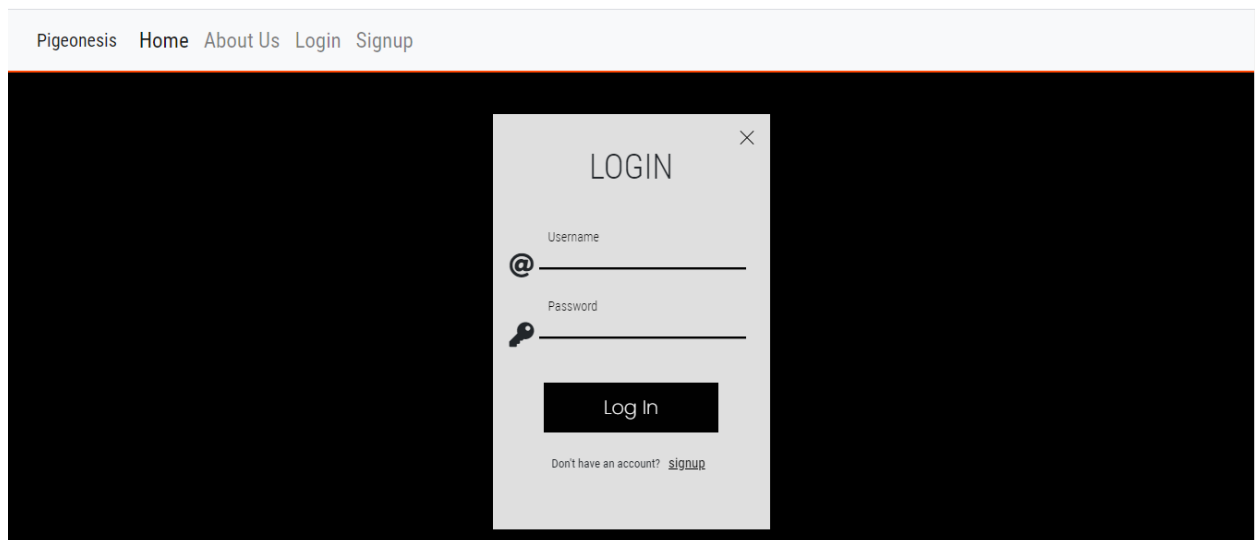 Pigeonesis Home About Us Login Signup
LOGIN
Username
@
Password
Log In
Don't have an account? signup